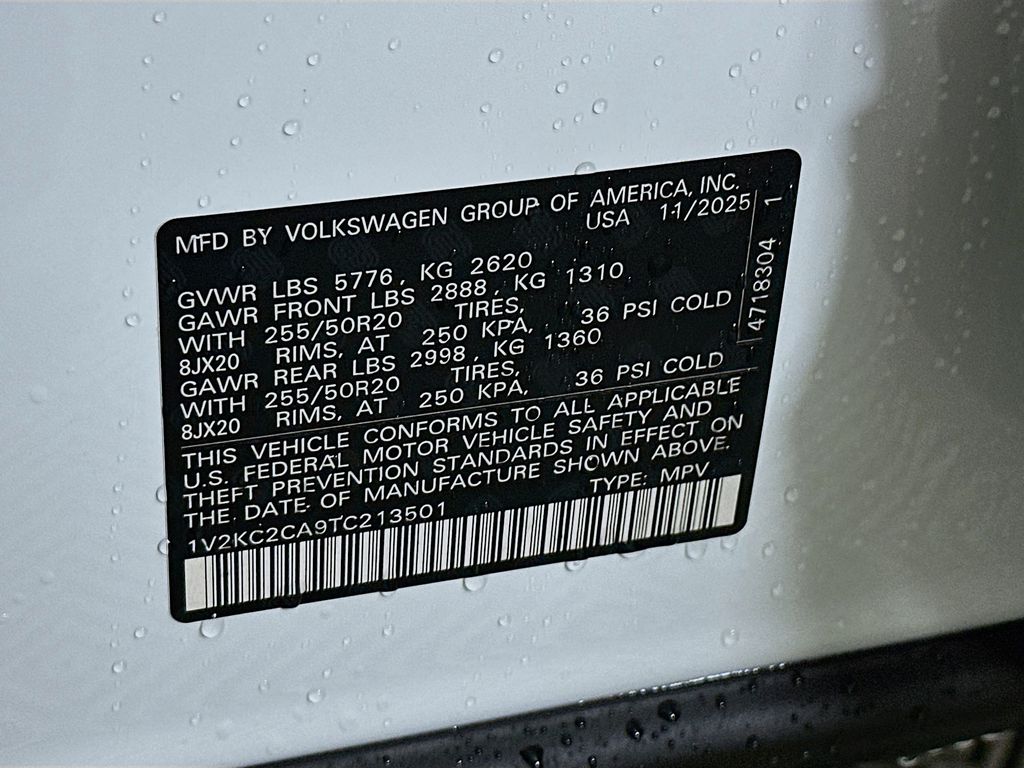 MFD BY VOLKSWAGEN GROUP OF AMERICA, INC.
USA 11/2025
GVWR LBS 5776, KG 2620
GAWR FRONT LBS 2888, KG 1310
WITH 255/50R20 TIRES,
8JX20 RIMS, AT 250 KPA, 36 PSI COLD
GAWR REAR LBS 2998, KG 1360
WITH 255/50R20 TIRES,
8JX20 RIMS, AT 250 KPA, 36 PSI COLD
4718304 1
THIS VEHICLE CONFORMS TO ALL APPLICABLE
U.S. FEDERAL MOTOR VEHICLE SAFETY AND
THEFT PREVENTION STANDARDS IN EFFECT ON
THE DATE OF MANUFACTURE SHOWN ABOVE.
1V2KC2CA9TC213501 TYPE: MPV